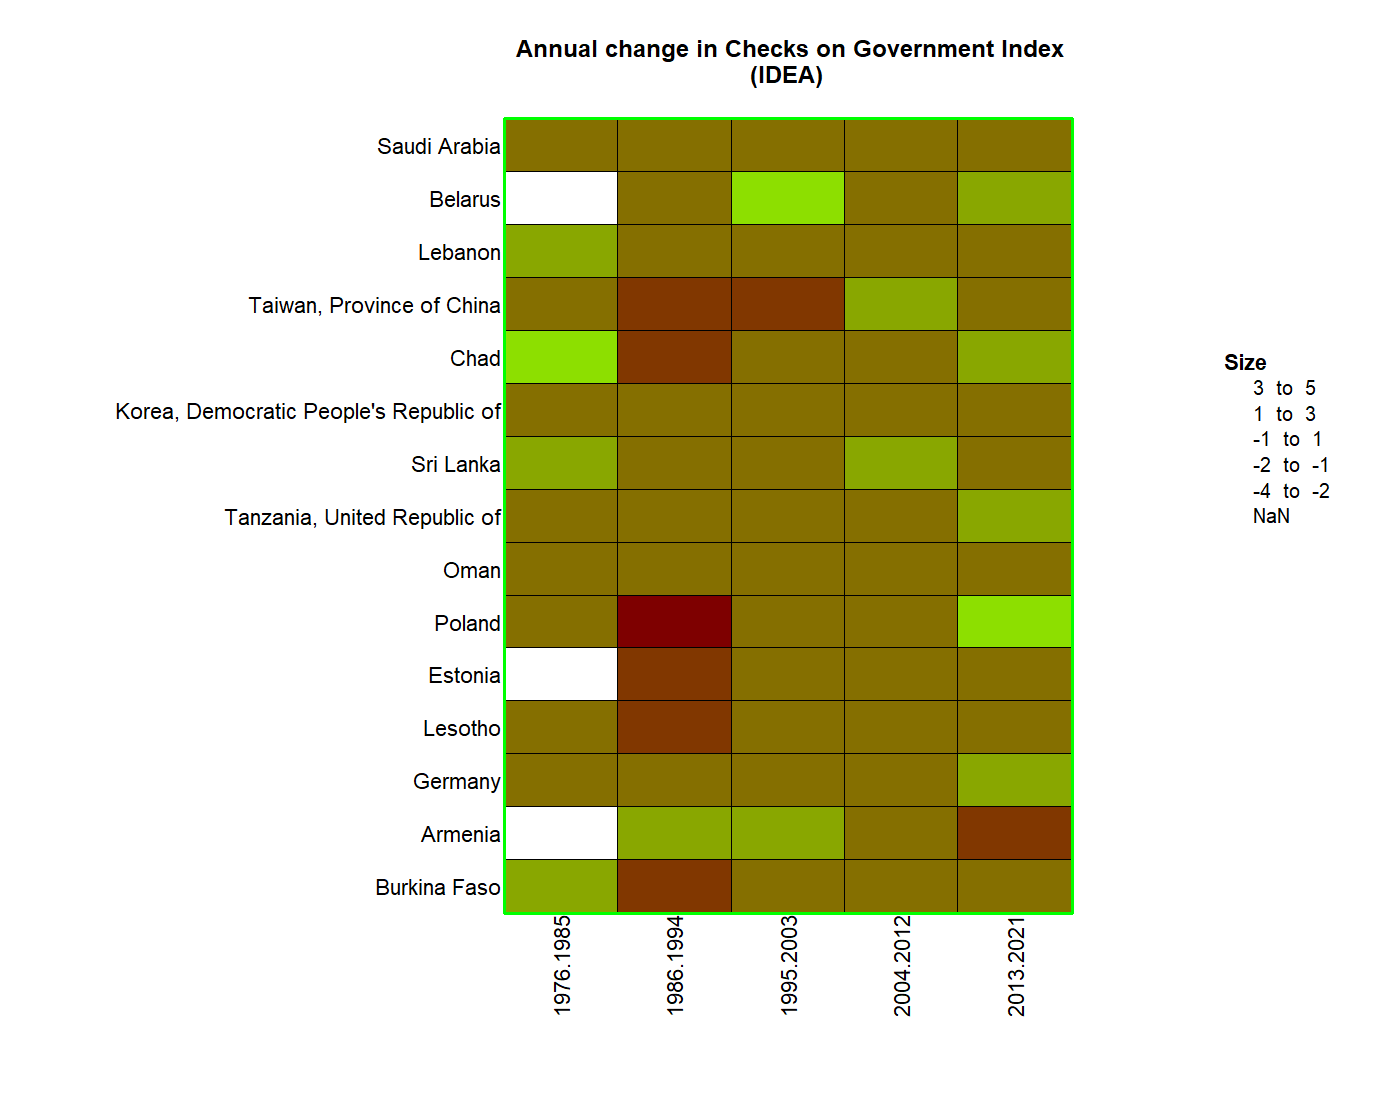 Annual change in Checks on Government Index
(IDEA)
Saudi Arabia
Belarus
Lebanon
Taiwan, Province of China
Chad
Korea, Democratic People's Republic of
Sri Lanka
Tanzania, United Republic of
Oman
Poland
Estonia
Lesotho
Germany
Armenia
Burkina Faso
1976.1985
1986.1994
1995.2003
2004.2012
2013.2021
Size
3 to 5
1 to 3
-1 to 1
-2 to -1
-4 to -2
NaN